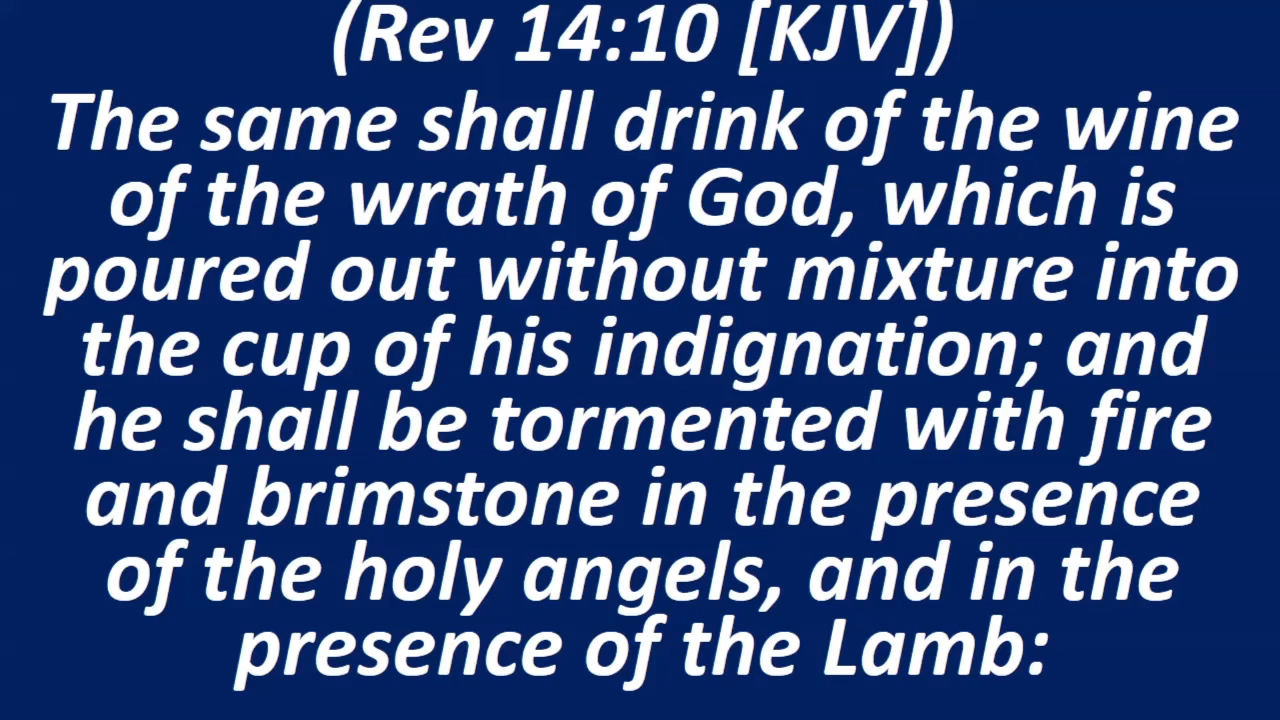 (Rev 14:10 [KJV])
The same shall drink of the wine
of the wrath of God, which is
poured out without mixture into
the cup of his indignation; and
he shall be tormented with fire
and brimstone in the presence
of the holy angels, and in the
presence of the Lamb: